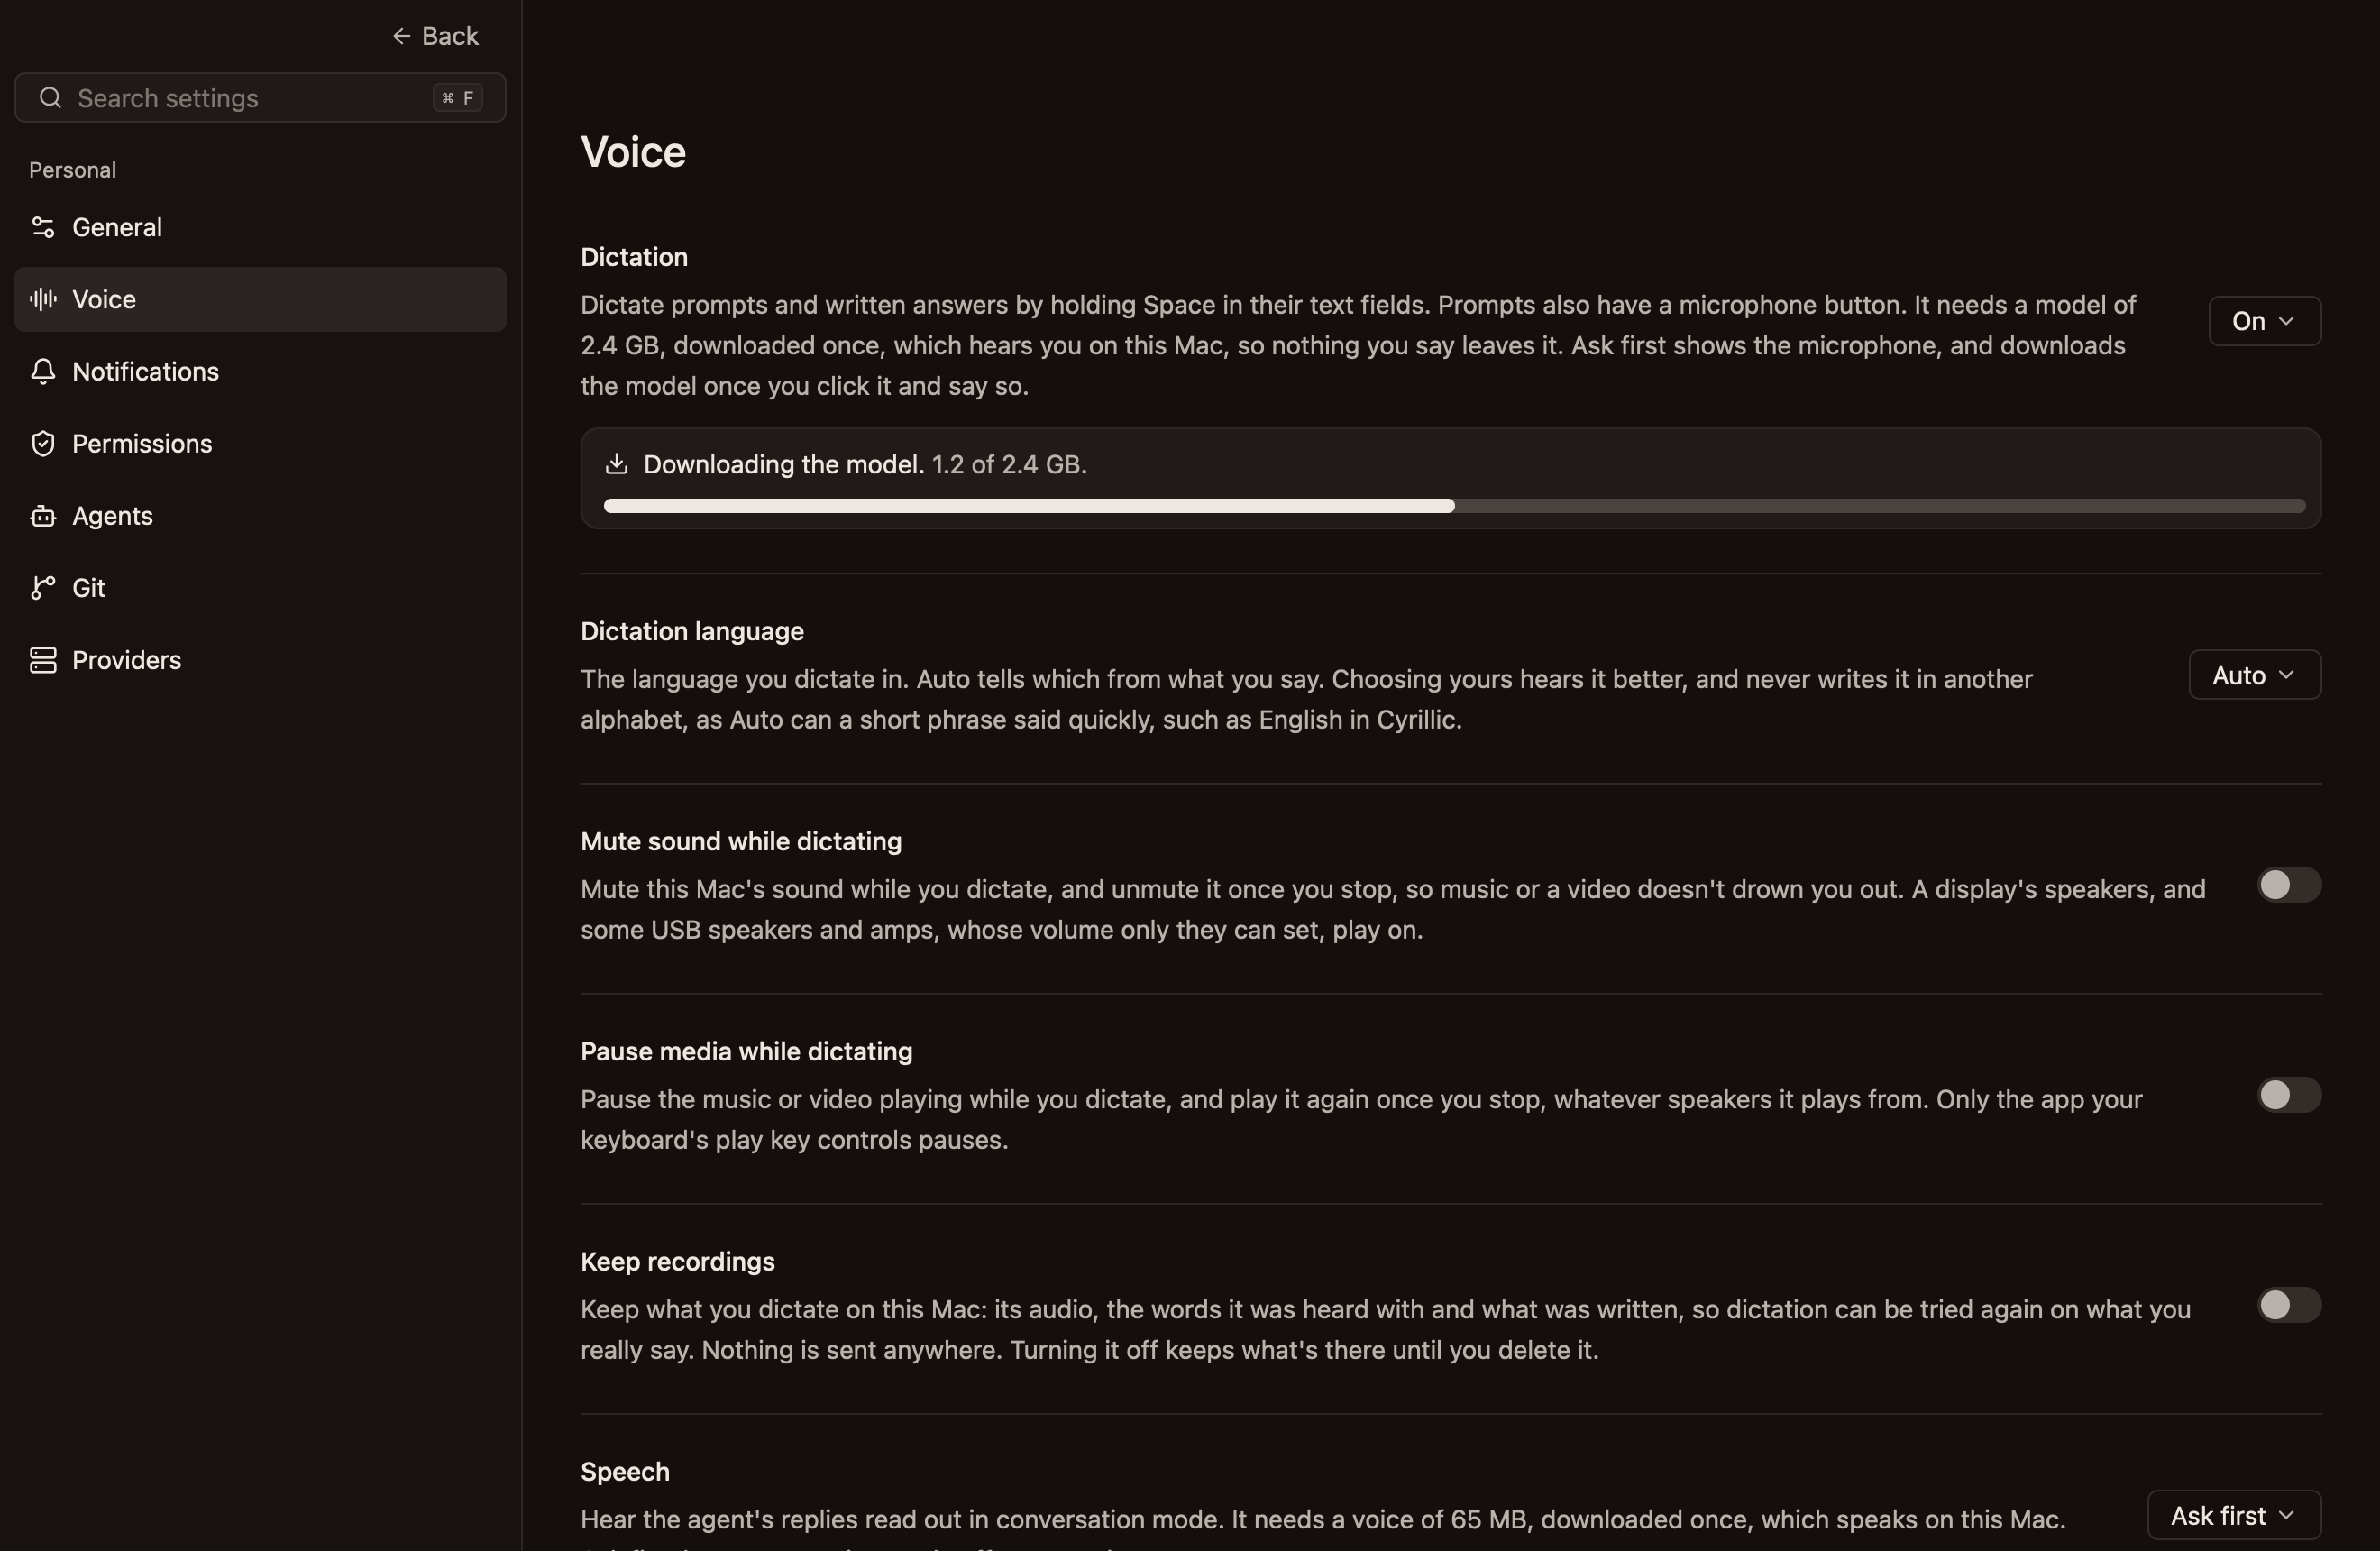 Back
Search settings
⌘ F
Personal
General
Voice
Notifications
Permissions
Agents
Git
Providers
Voice
Dictation
Dictate prompts and written answers by holding Space in their text fields. Prompts also have a microphone button. It needs a model of
2.4 GB, downloaded once, which hears you on this Mac, so nothing you say leaves it. Ask first shows the microphone, and downloads
the model once you click it and say so.
On
Downloading the model. 1.2 of 2.4 GB.
Dictation language
The language you dictate in. Auto tells which from what you say. Choosing yours hears it better, and never writes it in another
alphabet, as Auto can a short phrase said quickly, such as English in Cyrillic.
Auto
Mute sound while dictating
Mute this Mac's sound while you dictate, and unmute it once you stop, so music or a video doesn't drown you out. A display's speakers, and
some USB speakers and amps, whose volume only they can set, play on.
Pause media while dictating
Pause the music or video playing while you dictate, and play it again once you stop, whatever speakers it plays from. Only the app your
keyboard's play key controls pauses.
Keep recordings
Keep what you dictate on this Mac: its audio, the words it was heard with and what was written, so dictation can be tried again on what you
really say. Nothing is sent anywhere. Turning it off keeps what's there until you delete it.
Speech
Hear the agent's replies read out in conversation mode. It needs a voice of 65 MB, downloaded once, which speaks on this Mac.
Ask first